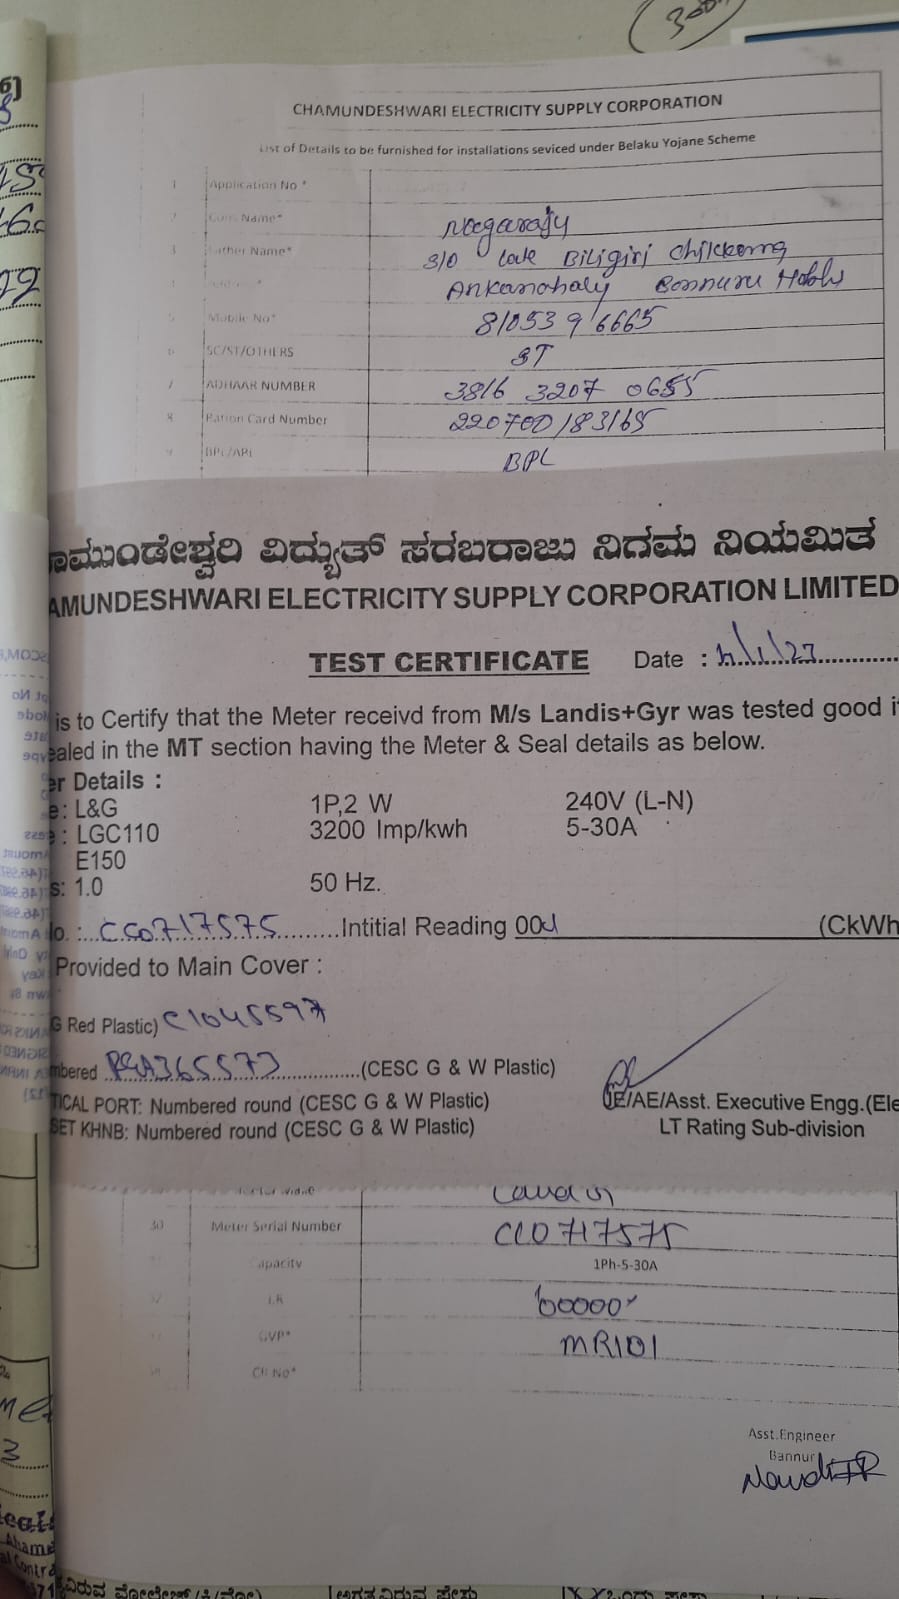 CHAMUNDESHWARI ELECTRICITY SUPPLY CORPORATION
List of Details to be furnished for installations seviced under Belaku Yojane Scheme
1 Application No *
2 Cons Name* Nagaraju
3 Father Name* S/O Late Biligiri Chikkerng
Ankanahaly Bannuru Hobli
5 Mobile No* 8105396665
6 SC/ST/OTHERS ST
7 ADHAAR NUMBER 3816 3207 0655
8 Ration Card Number 220700183165
9 BPL/APL BPL
ಾಮುಂಡೇಶ್ವರಿ ವಿದ್ಯುತ್ ಸರಬರಾಜು ನಿಗಮ ನಿಯಮಿತ
AMUNDESHWARI ELECTRICITY SUPPLY CORPORATION LIMITED
TEST CERTIFICATE Date :
is to Certify that the Meter receivd from M/s Landis+Gyr was tested good i
ealed in the MT section having the Meter & Seal details as below.
er Details :
e: L&G 1P,2 W 240V (L-N)
: LGC110 3200 Imp/kwh 5-30A
E150
s: 1.0 50 Hz.
lo. : CC0717575 Intitial Reading 00 (CkWh
Provided to Main Cover :
G Red Plastic) C1045597
mbered 365573 (CESC G & W Plastic)
TICAL PORT: Numbered round (CESC G & W Plastic) JE/AE/Asst. Executive Engg.(Ele
SET KHNB: Numbered round (CESC G & W Plastic) LT Rating Sub-division
30 Meter Serial Number CC0717575
Capacity 1Ph-5-30A
I.R 00000
GVP* MR101
CR No*
Asst.Engineer
Bannur